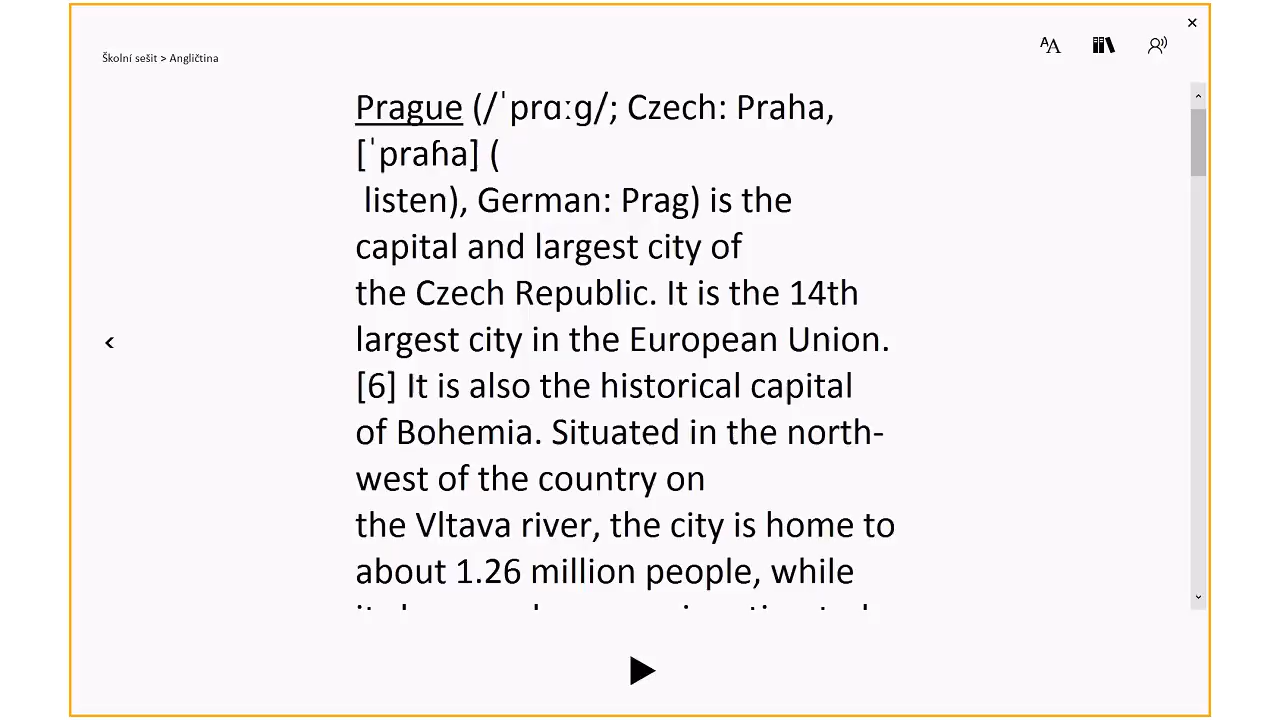 Školní sešit > Angličtina
Prague (/ˈprɑːɡ/; Czech: Praha,
[ˈpraɦa] (
listen), German: Prag) is the
capital and largest city of
the Czech Republic. It is the 14th
largest city in the European Union.
[6] It is also the historical capital
of Bohemia. Situated in the north-
west of the country on
the Vltava river, the city is home to
about 1.26 million people, while